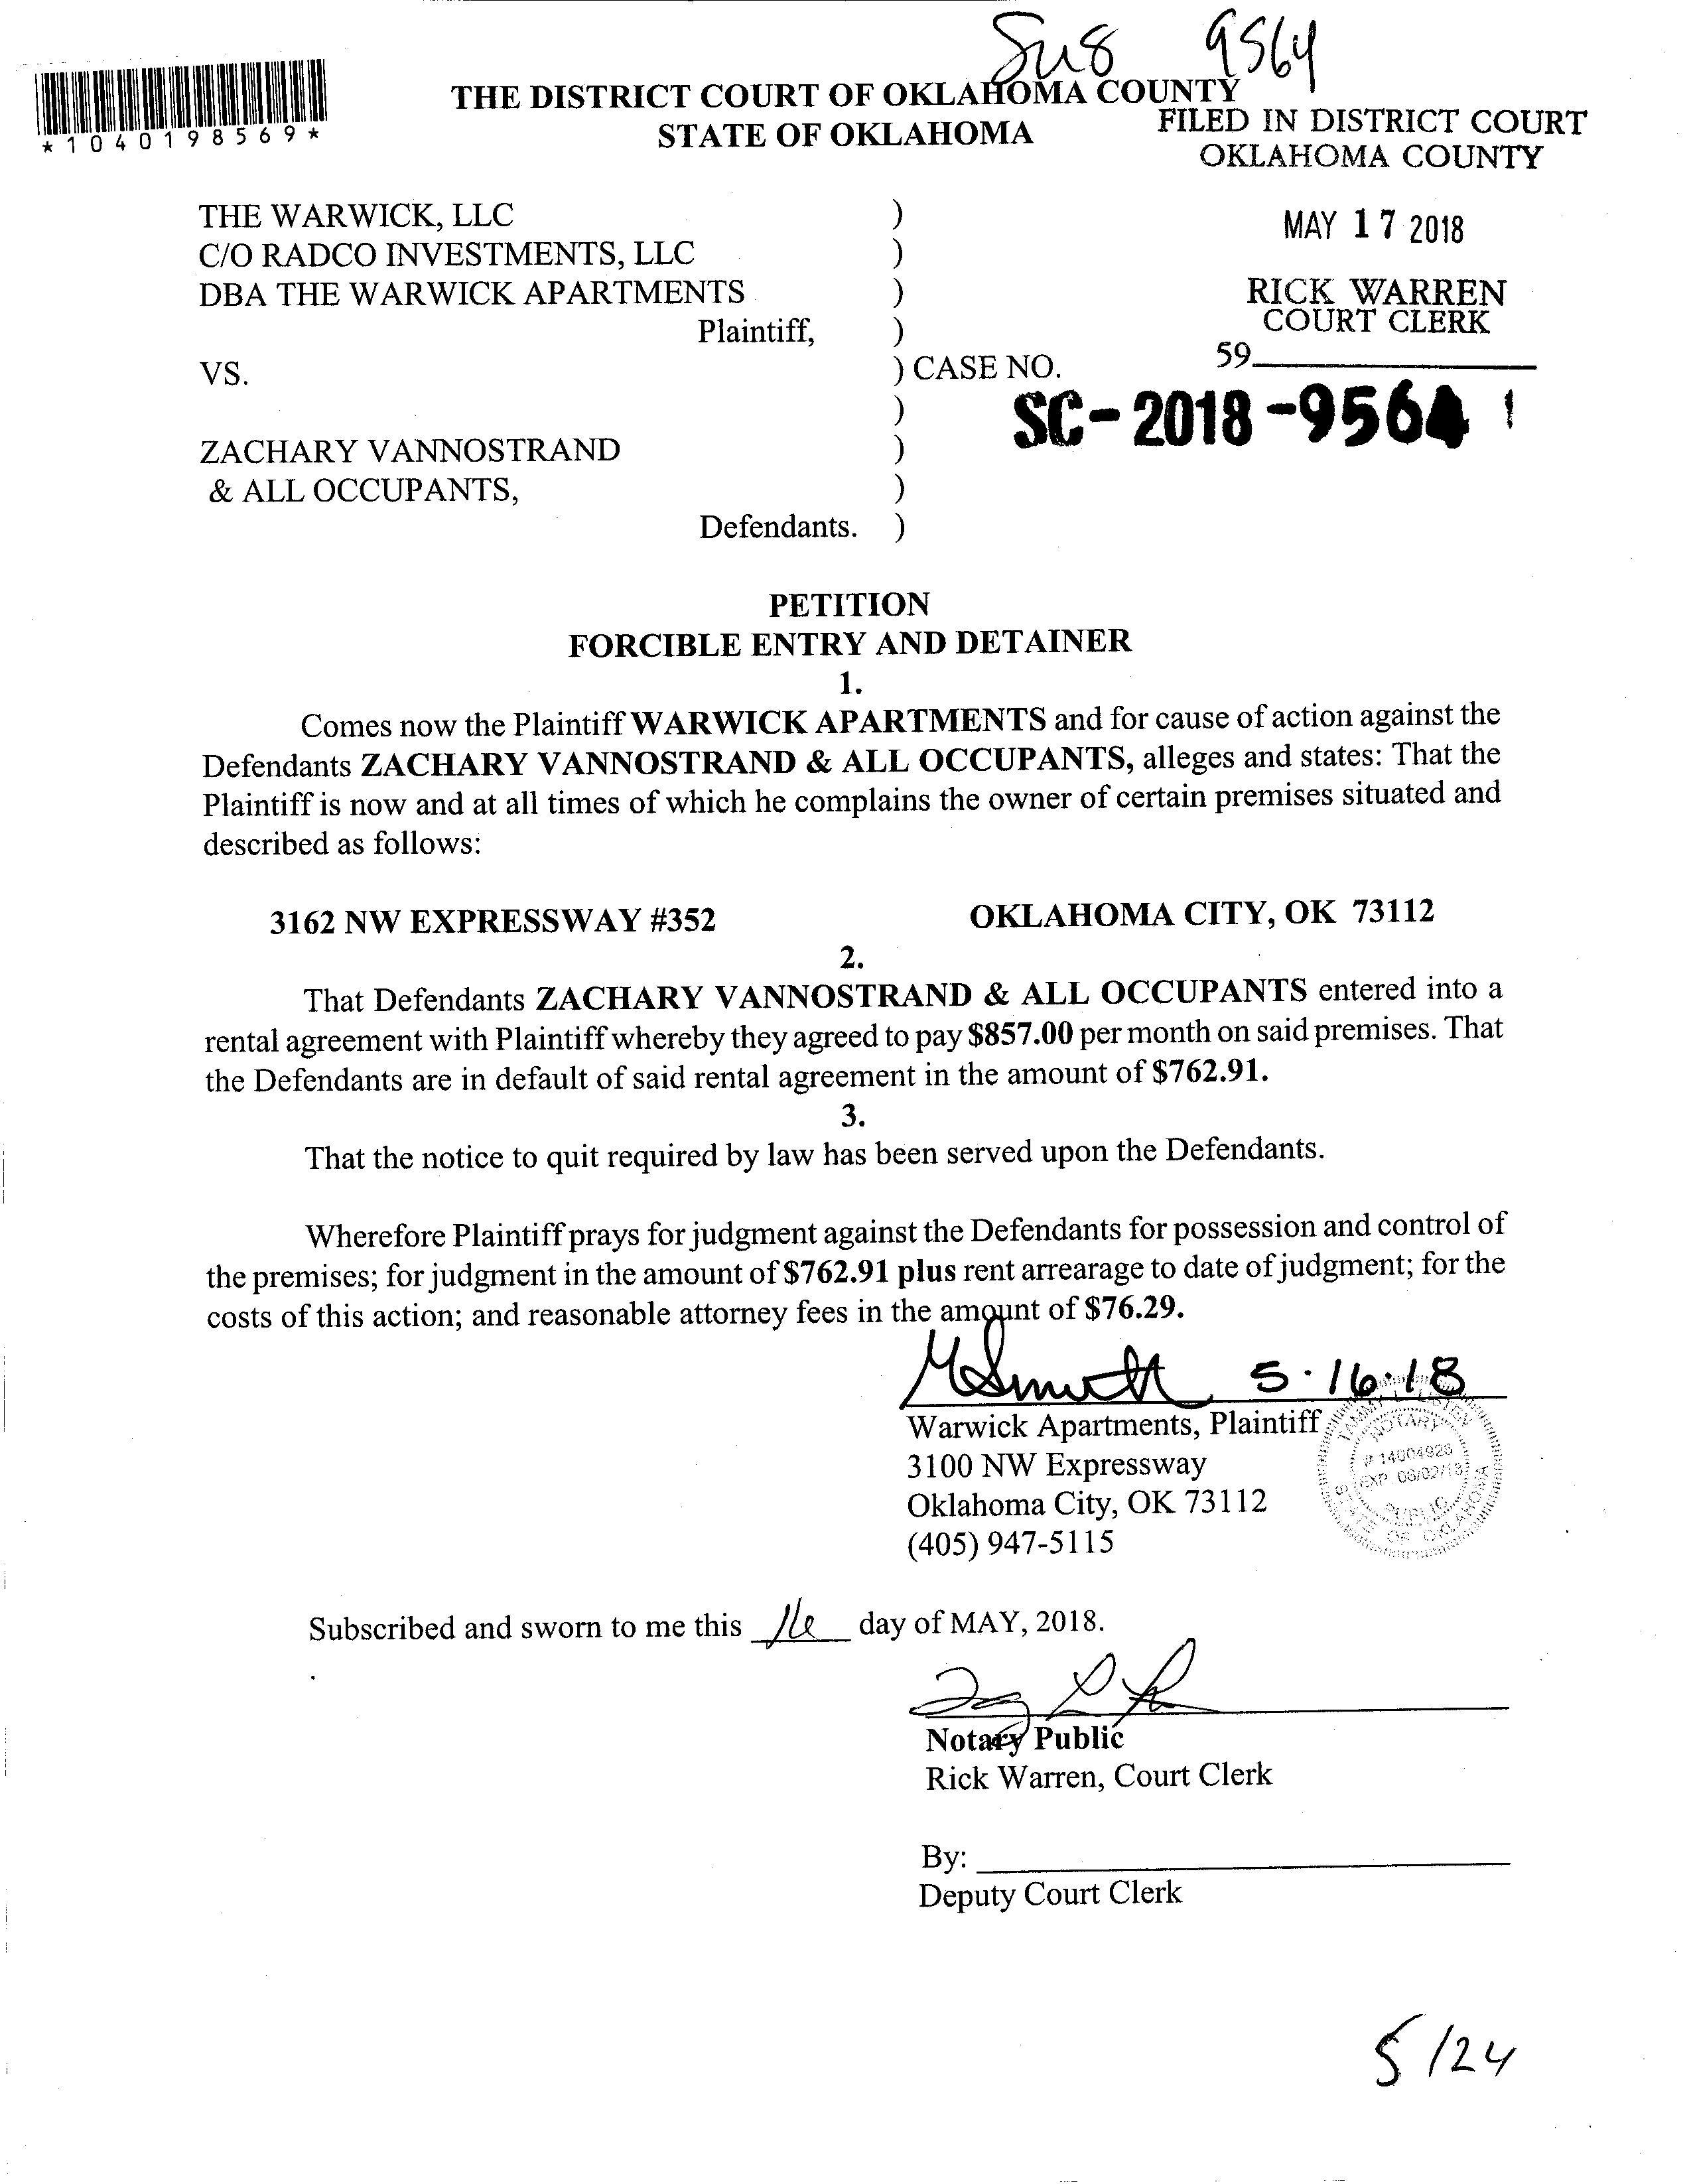 9564
THE DISTRICT COURT OF OKLAHOMA COUNTY
STATE OF OKLAHOMA
*1040198569*
FILED IN DISTRICT COURT
OKLAHOMA COUNTY
MAY 17 2018
RICK WARREN
COURT CLERK
59
THE WARWICK, LLC )
C/O RADCO INVESTMENTS, LLC )
DBA THE WARWICK APARTMENTS )
Plaintiff, )
VS. ) CASE NO.
SC-2018-9564
)
ZACHARY VANNOSTRAND )
& ALL OCCUPANTS, )
Defendants. )
PETITION
FORCIBLE ENTRY AND DETAINER
1.
Comes now the Plaintiff WARWICK APARTMENTS and for cause of action against the
Defendants ZACHARY VANNOSTRAND & ALL OCCUPANTS, alleges and states: That the
Plaintiff is now and at all times of which he complains the owner of certain premises situated and
described as follows:
3162 NW EXPRESSWAY #352 OKLAHOMA CITY, OK 73112
2.
That Defendants ZACHARY VANNOSTRAND & ALL OCCUPANTS entered into a
rental agreement with Plaintiff whereby they agreed to pay $857.00 per month on said premises. That
the Defendants are in default of said rental agreement in the amount of $762.91.
3.
That the notice to quit required by law has been served upon the Defendants.
Wherefore Plaintiff prays for judgment against the Defendants for possession and control of
the premises; for judgment in the amount of $762.91 plus rent arrearage to date of judgment; for the
costs of this action; and reasonable attorney fees in the amount of $76.29.
5.16.18
Warwick Apartments, Plaintiff
3100 NW Expressway
Oklahoma City, OK 73112
(405) 947-5115
NOTARY
# 14004926
EXP. 06/02/18
PUBLIC
STATE OF OKLAHOMA
Subscribed and sworn to me this 16 day of MAY, 2018.
Notary Public
Rick Warren, Court Clerk
By:
Deputy Court Clerk
5/24